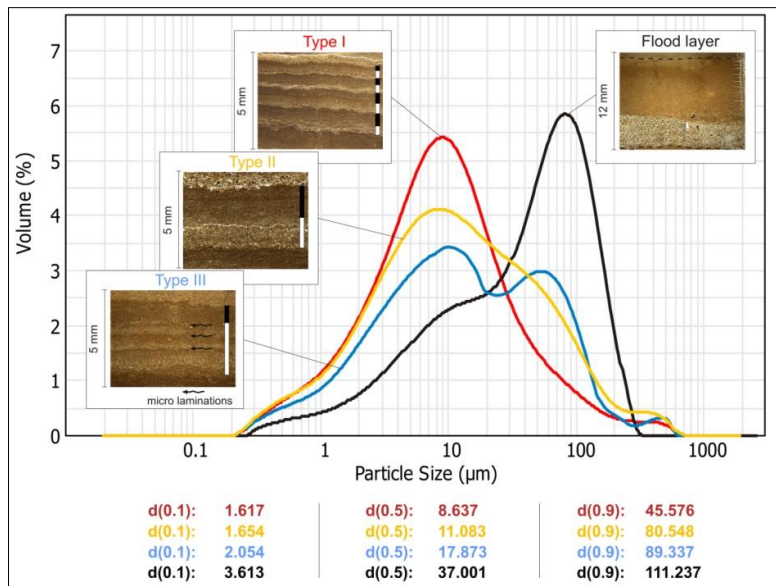 Type I
Flood layer
5 mm
12 mm
Type II
5 mm
Type III
5 mm
micro laminations
Volume (%)
7
6
5
4
3
2
1
0
0.1 1 10 100 1000
Particle Size (µm)
d(0.1): 1.617 d(0.5): 8.637 d(0.9): 45.576
d(0.1): 1.654 d(0.5): 11.083 d(0.9): 80.548
d(0.1): 2.054 d(0.5): 17.873 d(0.9): 89.337
d(0.1): 3.613 d(0.5): 37.001 d(0.9): 111.237